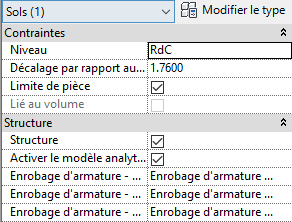 Sols (1) Modifier le type
Contraintes
Niveau RdC
Décalage par rapport au... 1.7600
Limite de pièce
Lié au volume
Structure
Structure
Activer le modèle analyt...
Enrobage d'armature - ... Enrobage d'armature ...
Enrobage d'armature - ... Enrobage d'armature ...
Enrobage d'armature - ... Enrobage d'armature ...